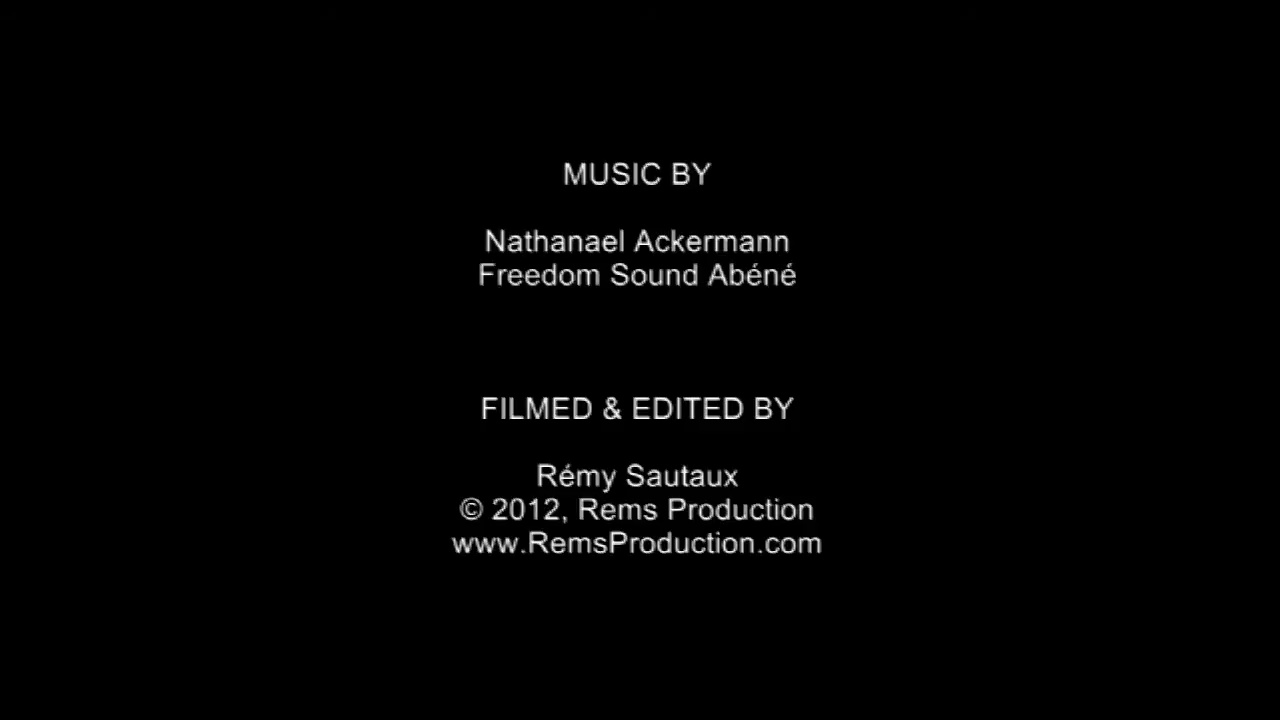 MUSIC BY
Nathanael Ackermann
Freedom Sound Abéné
FILMED & EDITED BY
Rémy Sautaux
© 2012, Rems Production
www.RemsProduction.com